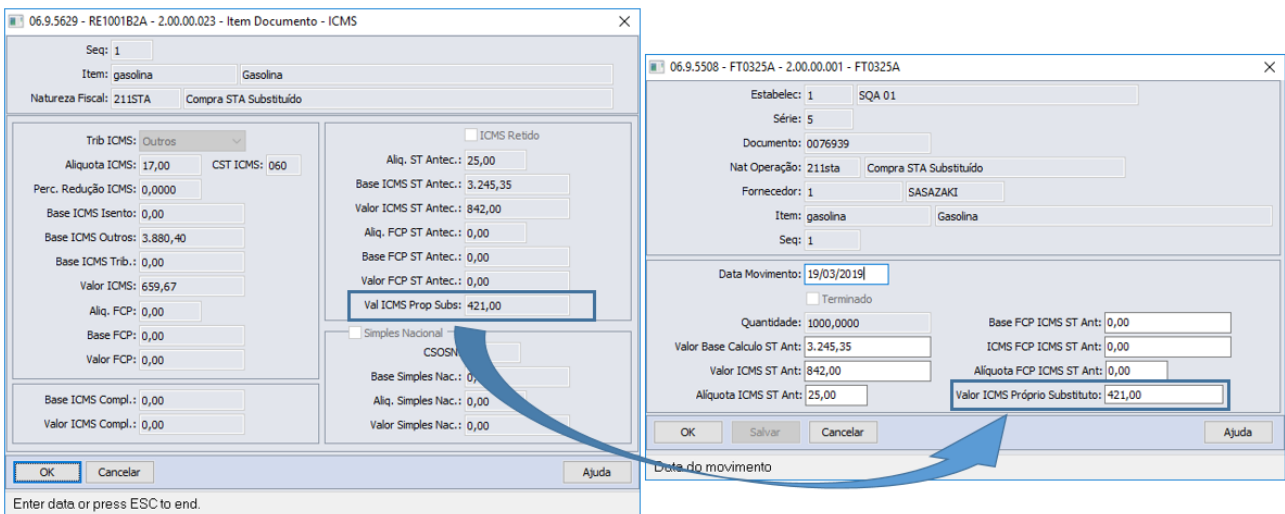 06.9.5629 - RE1001B2A - 2.00.00.023 - Item Documento - ICMS
Seq: 1
Item: gasolina Gasolina
Natureza Fiscal: 211STA Compra STA Substituído
Trib ICMS: Outros
Aliquota ICMS: 17,00 CST ICMS: 060
Perc. Redução ICMS: 0,0000
Base ICMS Isento: 0,00
Base ICMS Outros: 3.880,40
Base ICMS Trib.: 0,00
Valor ICMS: 659,67
Aliq. FCP: 0,00
Base FCP: 0,00
Valor FCP: 0,00
Base ICMS Compl.: 0,00
Valor ICMS Compl.: 0,00
ICMS Retido
Aliq. ST Antec.: 25,00
Base ICMS ST Antec.: 3.245,35
Valor ICMS ST Antec.: 842,00
Aliq. FCP ST Antec.: 0,00
Base FCP ST Antec.: 0,00
Valor FCP ST Antec.: 0,00
Val ICMS Prop Subs: 421,00
Simples Nacional
CSOSN
Base Simples Nac.: 0,00
Aliq. Simples Nac.: 0,00
Valor Simples Nac.: 0,00
OK Cancelar Ajuda
Enter data or press ESC to end.
06.9.5508 - FT0325A - 2.00.00.001 - FT0325A
Estabelec: 1 SQA 01
Série: 5
Documento: 0076939
Nat Operação: 211sta Compra STA Substituído
Fornecedor: 1 SASAZAKI
Item: gasolina Gasolina
Seq: 1
Data Movimento: 19/03/2019
Terminado
Quantidade: 1000,0000
Valor Base Calculo ST Ant: 3.245,35
Valor ICMS ST Ant: 842,00
Alíquota ICMS ST Ant: 25,00
Base FCP ICMS ST Ant: 0,00
ICMS FCP ICMS ST Ant: 0,00
Alíquota FCP ICMS ST Ant: 0,00
Valor ICMS Próprio Substituto: 421,00
OK Salvar Cancelar Ajuda
Data do movimento